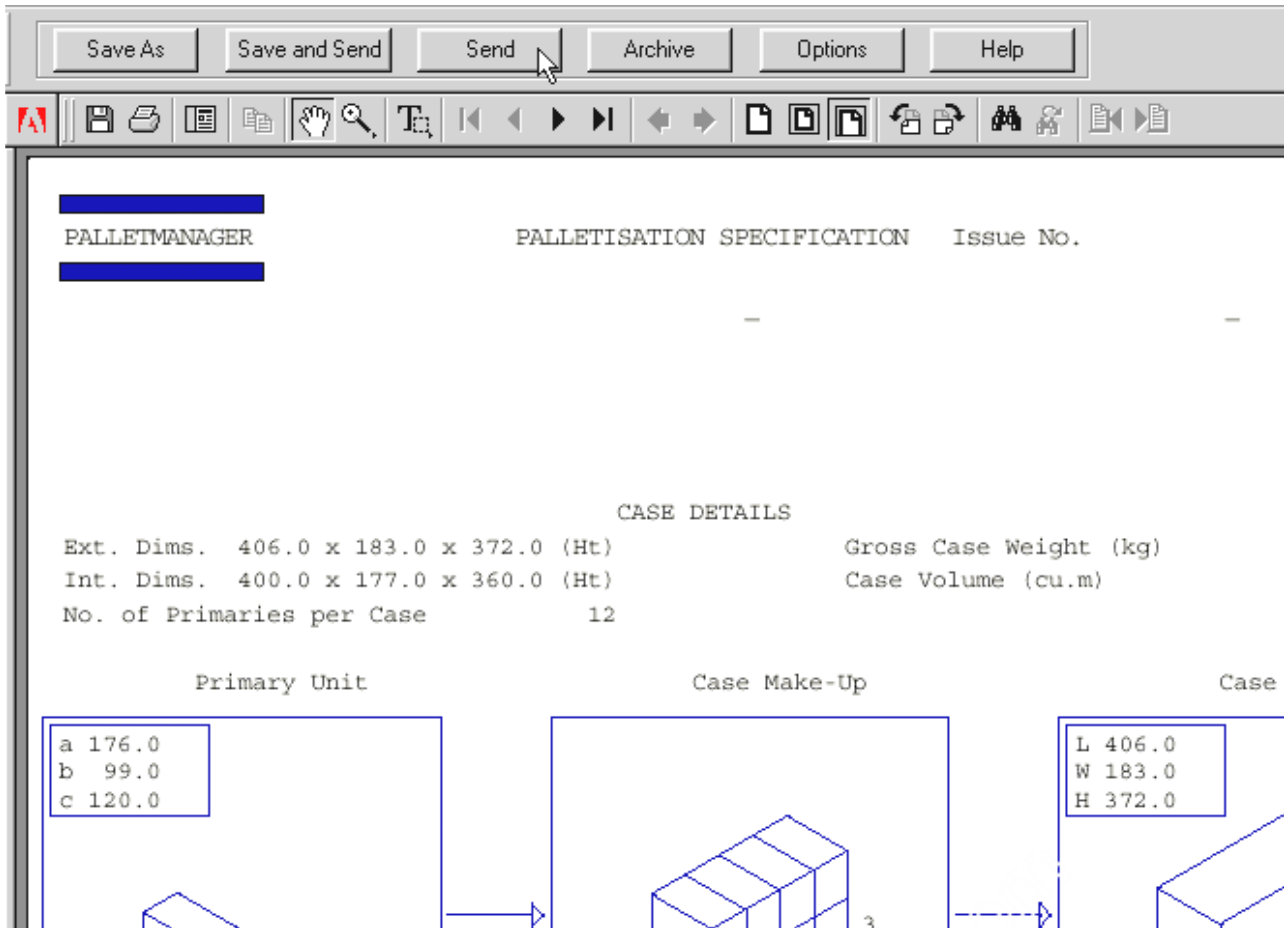 Save As Save and Send Send Archive Options Help
PALLETMANAGER PALLETISATION SPECIFICATION Issue No.
CASE DETAILS
Ext. Dims. 406.0 x 183.0 x 372.0 (Ht) Gross Case Weight (kg)
Int. Dims. 400.0 x 177.0 x 360.0 (Ht) Case Volume (cu.m)
No. of Primaries per Case 12
Primary Unit Case Make-Up Case
a 176.0 L 406.0
b 99.0 W 183.0
c 120.0 H 372.0
3